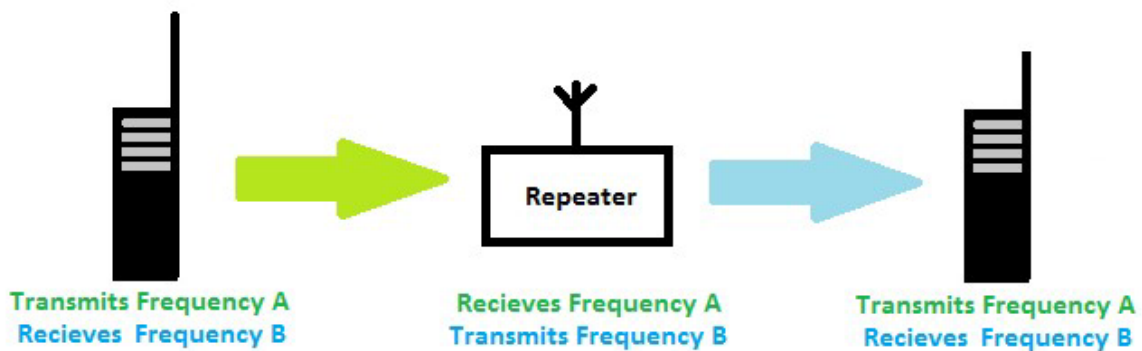 Repeater
Transmits Frequency A
Recieves Frequency B
Recieves Frequency A
Transmits Frequency B
Transmits Frequency A
Recieves Frequency B